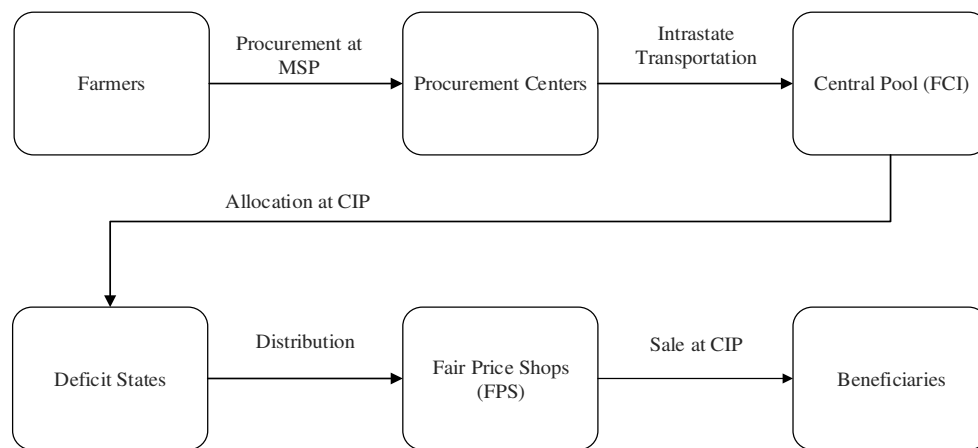 Farmers
Procurement at
MSP
Procurement Centers
Intrastate
Transportation
Central Pool (FCI)
Allocation at CIP
Deficit States
Distribution
Fair Price Shops
(FPS)
Sale at CIP
Beneficiaries